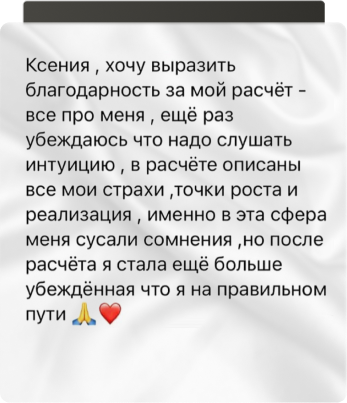 Ксения , хочу выразить
благодарность за мой расчёт -
все про меня , ещё раз
убеждаюсь что надо слушать
интуицию , в расчёте описаны
все мои страхи ,точки роста и
реализация , именно в эта сфера
меня сусали сомнения ,но после
расчёта я стала ещё больше
убеждённая что я на правильном
пути 🙏❤️